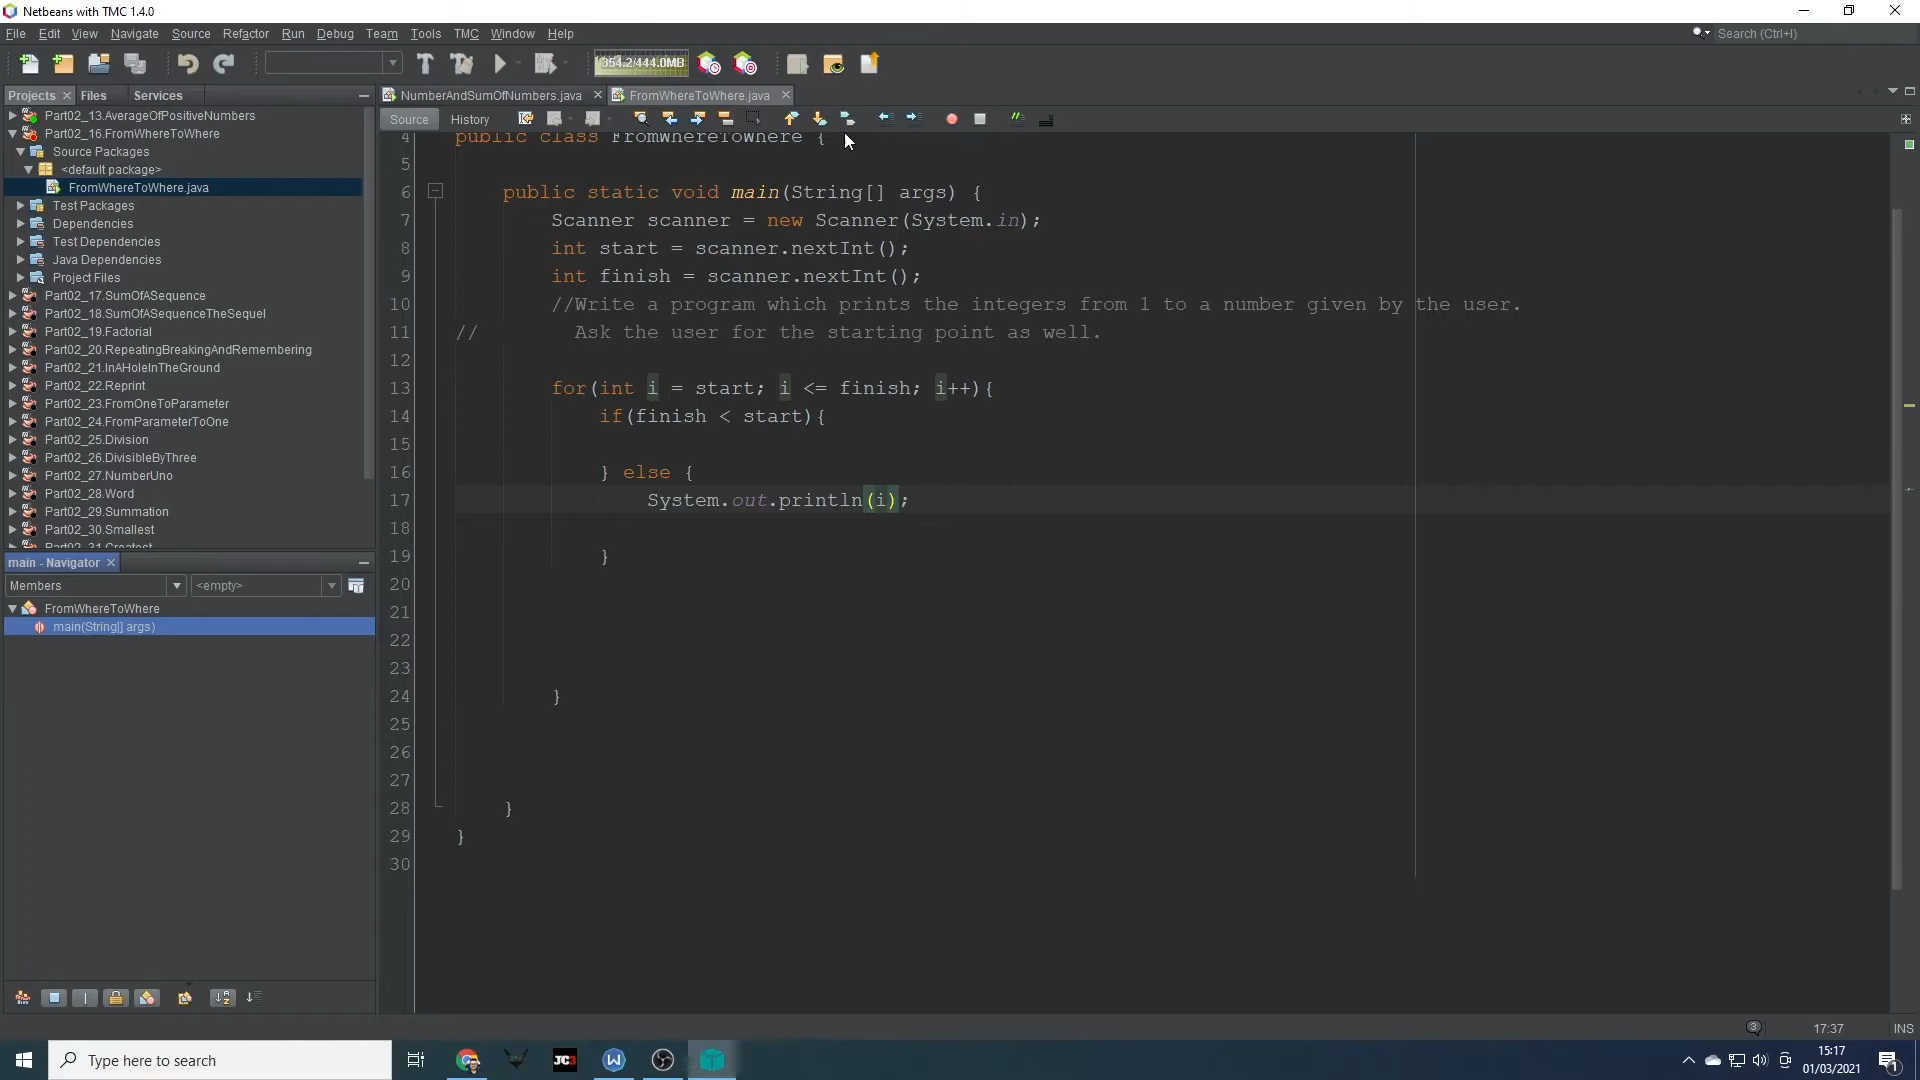 Netbeans with TMC 1.4.0
File Edit View Navigate Source Refactor Run Debug Team Tools TMC Window Help
Search (Ctrl+I)
354.2/444.0MB
Projects Files Services
NumberAndSumOfNumbers.java FromWhereToWhere.java
Source History
Part02_13.AverageOfPositiveNumbers
Part02_16.FromWhereToWhere
Source Packages
<default package>
FromWhereToWhere.java
Test Packages
Dependencies
Test Dependencies
Java Dependencies
Project Files
Part02_17.SumOfASequence
Part02_18.SumOfASequenceTheSequel
Part02_19.Factorial
Part02_20.RepeatingBreakingAndRemembering
Part02_21.InAHoleInTheGround
Part02_22.Reprint
Part02_23.FromOneToParameter
Part02_24.FromParameterToOne
Part02_25.Division
Part02_26.DivisibleByThree
Part02_27.NumberUno
Part02_28.Word
Part02_29.Summation
Part02_30.Smallest
Part02_31.Greatest
main - Navigator
Members <empty>
FromWhereToWhere
main(String[] args)
4 public class FromWhereToWhere {
5
6 public static void main(String[] args) {
7 Scanner scanner = new Scanner(System.in);
8 int start = scanner.nextInt();
9 int finish = scanner.nextInt();
10 //Write a program which prints the integers from 1 to a number given by the user.
11 // Ask the user for the starting point as well.
12
13 for(int i = start; i <= finish; i++){
14 if(finish < start){
15
16 } else {
17 System.out.println(i);
18
19 }
20
21
22
23
24 }
25
26
27
28 }
29 }
30
3 17:37 INS
Type here to search
JC3
W
15:17
01/03/2021
1